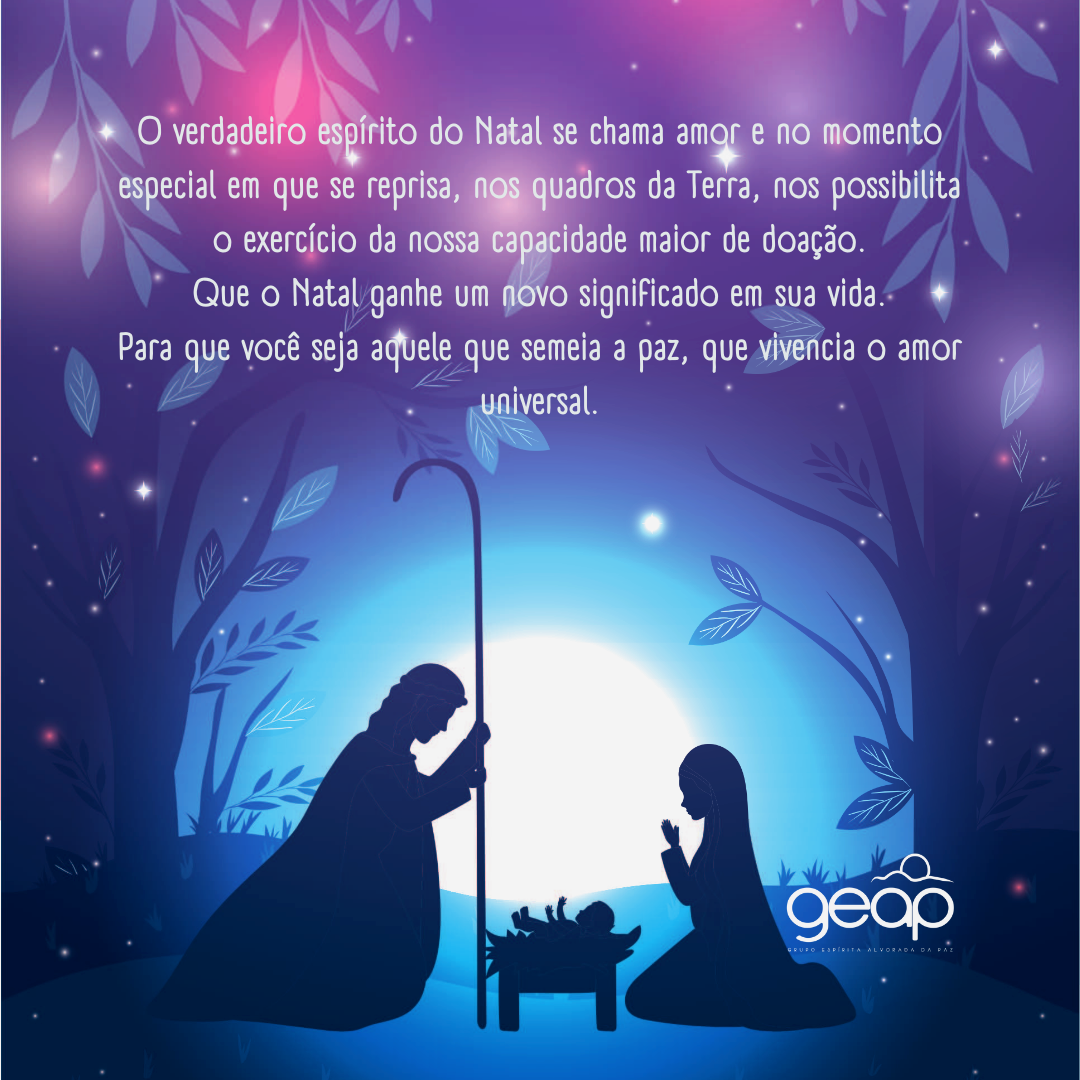 O verdadeiro espírito do Natal se chama amor e no momento
especial em que se reprisa, nos quadros da Terra, nos possibilita
o exercício da nossa capacidade maior de doação.
Que o Natal ganhe um novo significado em sua vida.
Para que você seja aquele que semeia a paz, que vivencia o amor
universal.
geap
GRUPO ESPÍRITA ALVORADA DA PAZ